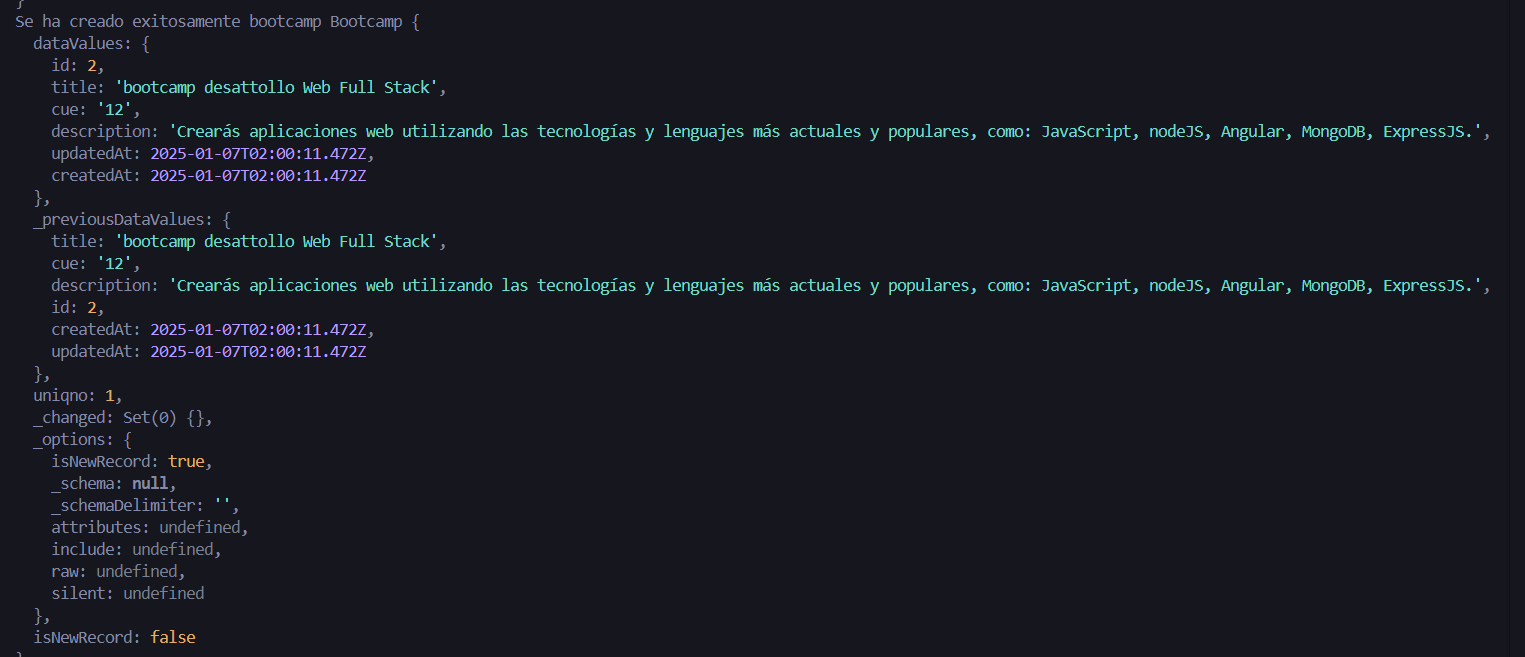 }
Se ha creado exitosamente bootcamp Bootcamp {
  dataValues: {
    id: 2,
    title: 'bootcamp desattollo Web Full Stack',
    cue: '12',
    description: 'Crearás aplicaciones web utilizando las tecnologías y lenguajes más actuales y populares, como: JavaScript, nodeJS, Angular, MongoDB, ExpressJS.',
    updatedAt: 2025-01-07T02:00:11.472Z,
    createdAt: 2025-01-07T02:00:11.472Z
  },
  _previousDataValues: {
    title: 'bootcamp desattollo Web Full Stack',
    cue: '12',
    description: 'Crearás aplicaciones web utilizando las tecnologías y lenguajes más actuales y populares, como: JavaScript, nodeJS, Angular, MongoDB, ExpressJS.',
    id: 2,
    createdAt: 2025-01-07T02:00:11.472Z,
    updatedAt: 2025-01-07T02:00:11.472Z
  },
  uniqno: 1,
  _changed: Set(0) {},
  _options: {
    isNewRecord: true,
    _schema: null,
    _schemaDelimiter: '',
    attributes: undefined,
    include: undefined,
    raw: undefined,
    silent: undefined
  },
  isNewRecord: false
}